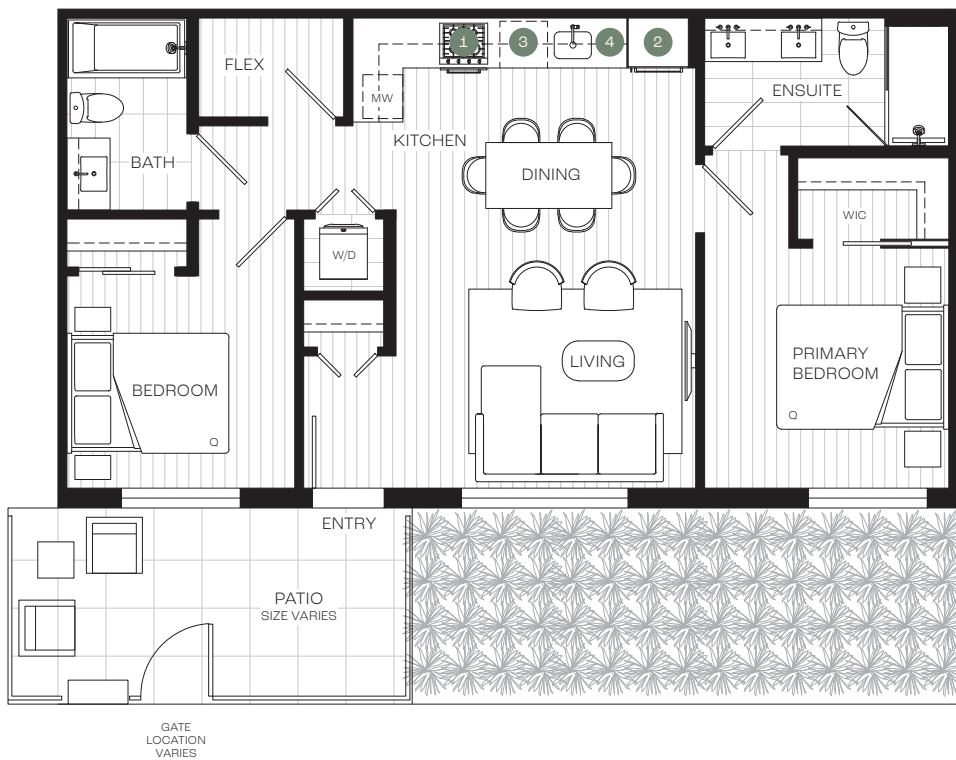 1
3
4
2
FLEX
MW
KITCHEN
ENSUITE
BATH
DINING
WIC
W/D
LIVING
PRIMARY
BEDROOM
BEDROOM
Q
Q
ENTRY
PATIO
SIZE VARIES
GATE
LOCATION
VARIES